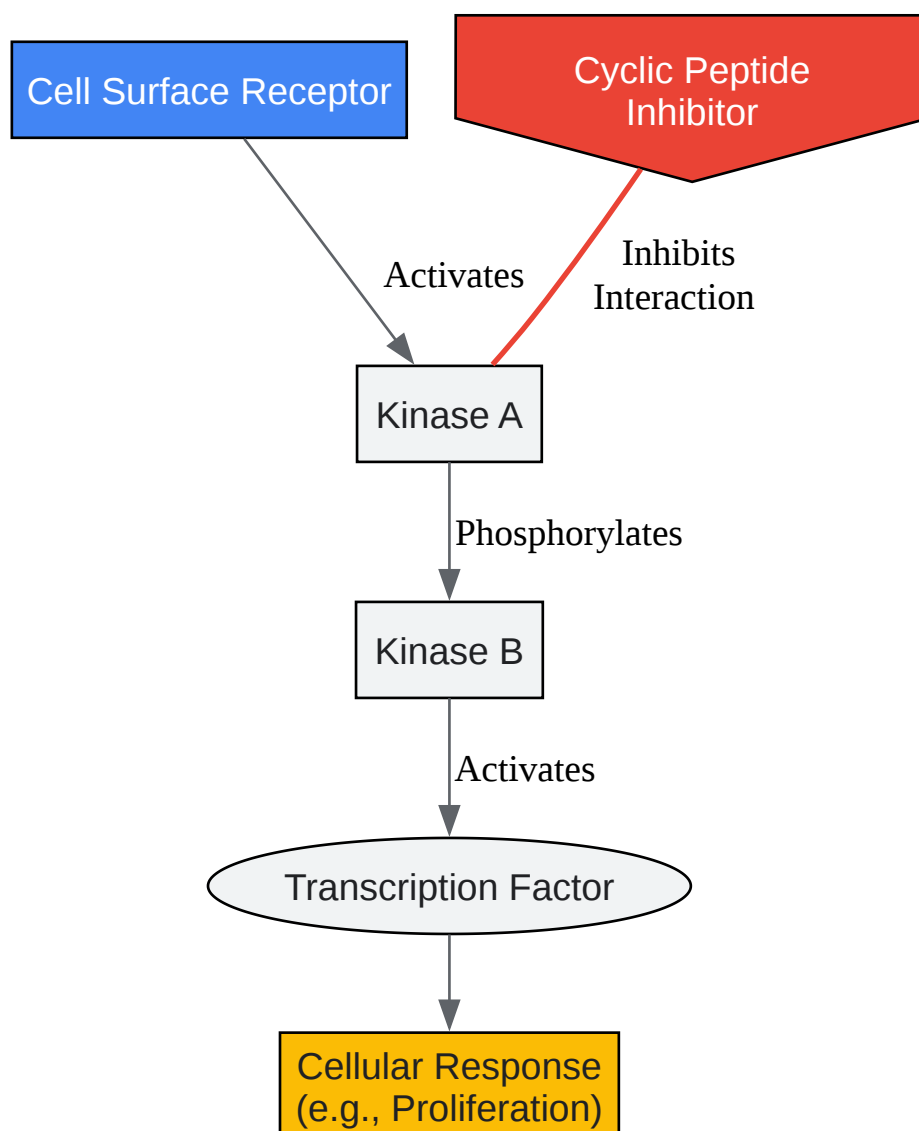 Cell Surface Receptor
Cyclic Peptide
Inhibitor
Activates
Inhibits
Interaction
Kinase A
Phosphorylates
Kinase B
Activates
Transcription Factor
Cellular Response
(e.g., Proliferation)